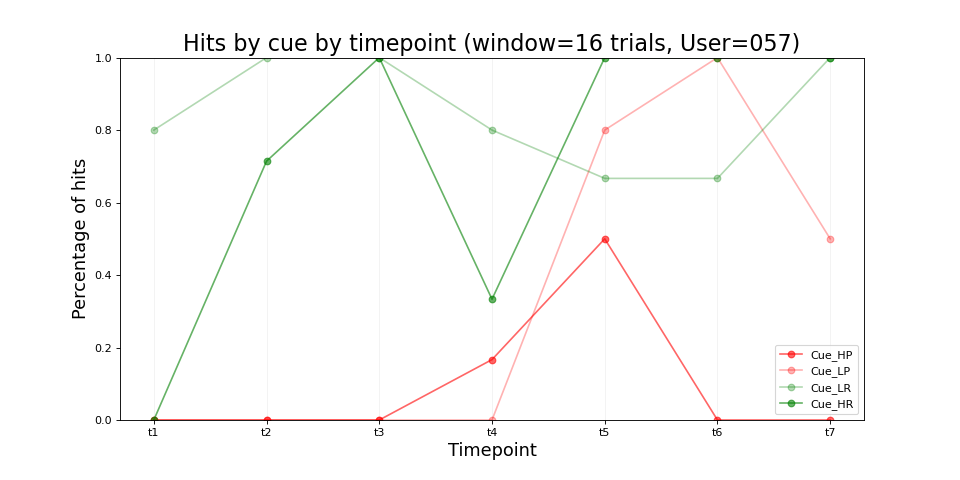 Hits by cue by timepoint (window=16 trials, User=057)
Percentage of hits
1.0
0.8
0.6
0.4
0.2
0.0
t1 t2 t3 t4 t5 t6 t7
Timepoint
Cue_HP
Cue_LP
Cue_LR
Cue_HR